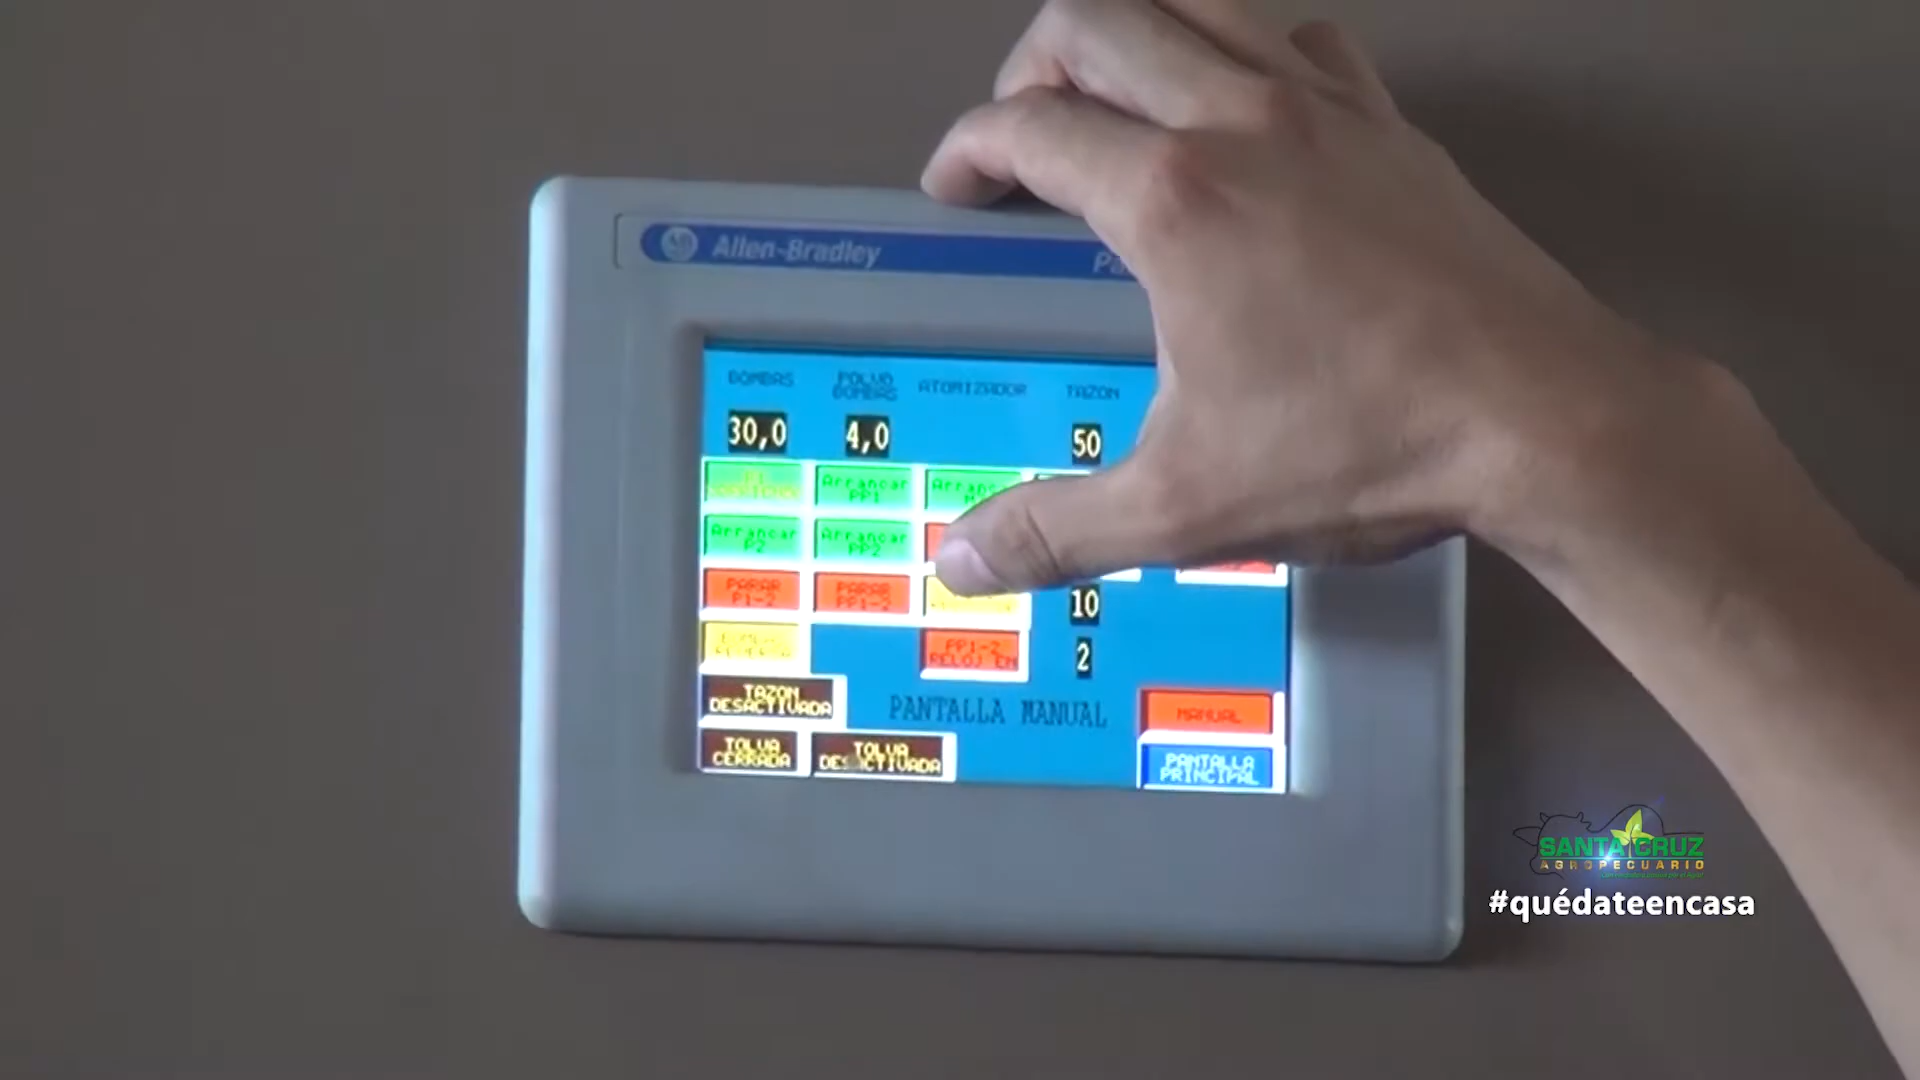 Allen-Bradley
BOMBAS
POLVO
BOMBAS
ATOMIZADOR
TAZON
30,0
4,0
50
Arrancar
PP1
Arrancar
P2
Arrancar
PP2
PARAR
P1-2
PARAR
PP1-2
10
PP1-2
RELOJ EN
2
TAZON
DESACTIVADA
PANTALLA MANUAL
MANUAL
TOLVA
CERRADA
TOLVA
DESACTIVADA
PANTALLA
PRINCIPAL
SANTA CRUZ
AGROPECUARIO
#quédateencasa